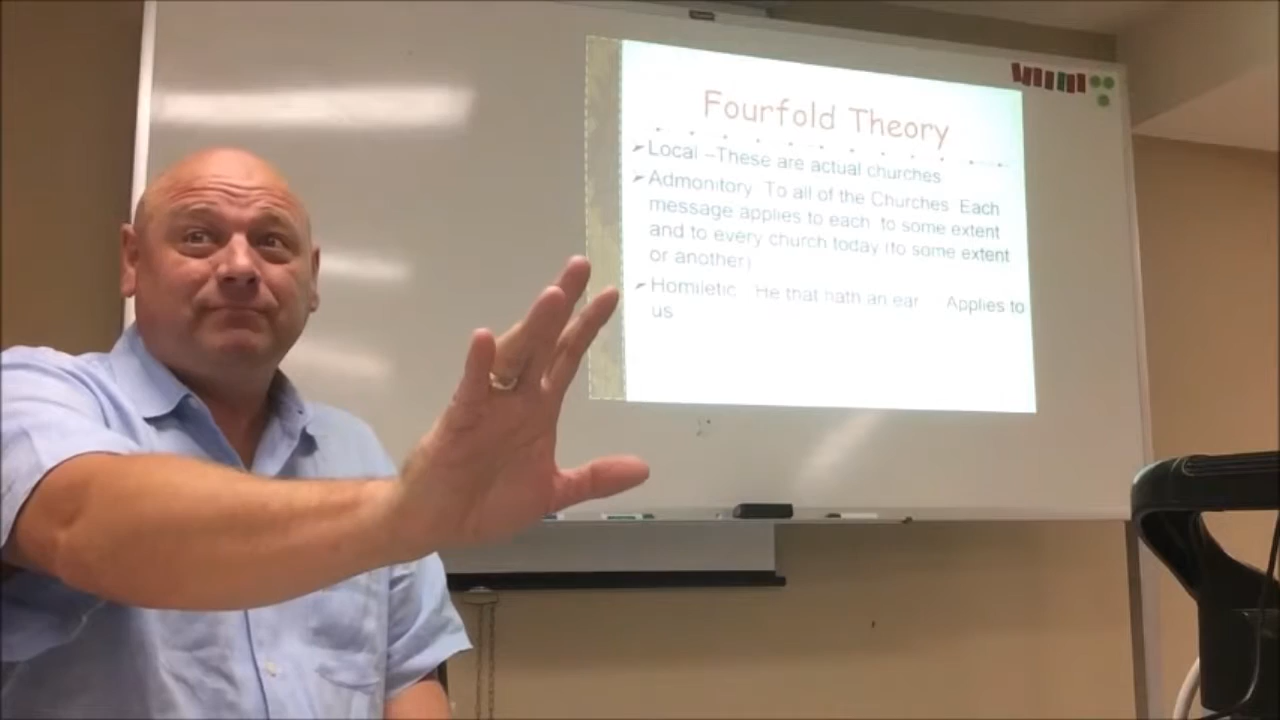 Fourfold Theory
Local –These are actual churches
Admonitory To all of the Churches Each
message applies to each to some extent
and to every church today (to some extent
or another)
Homiletic He that hath an ear Applies to
us